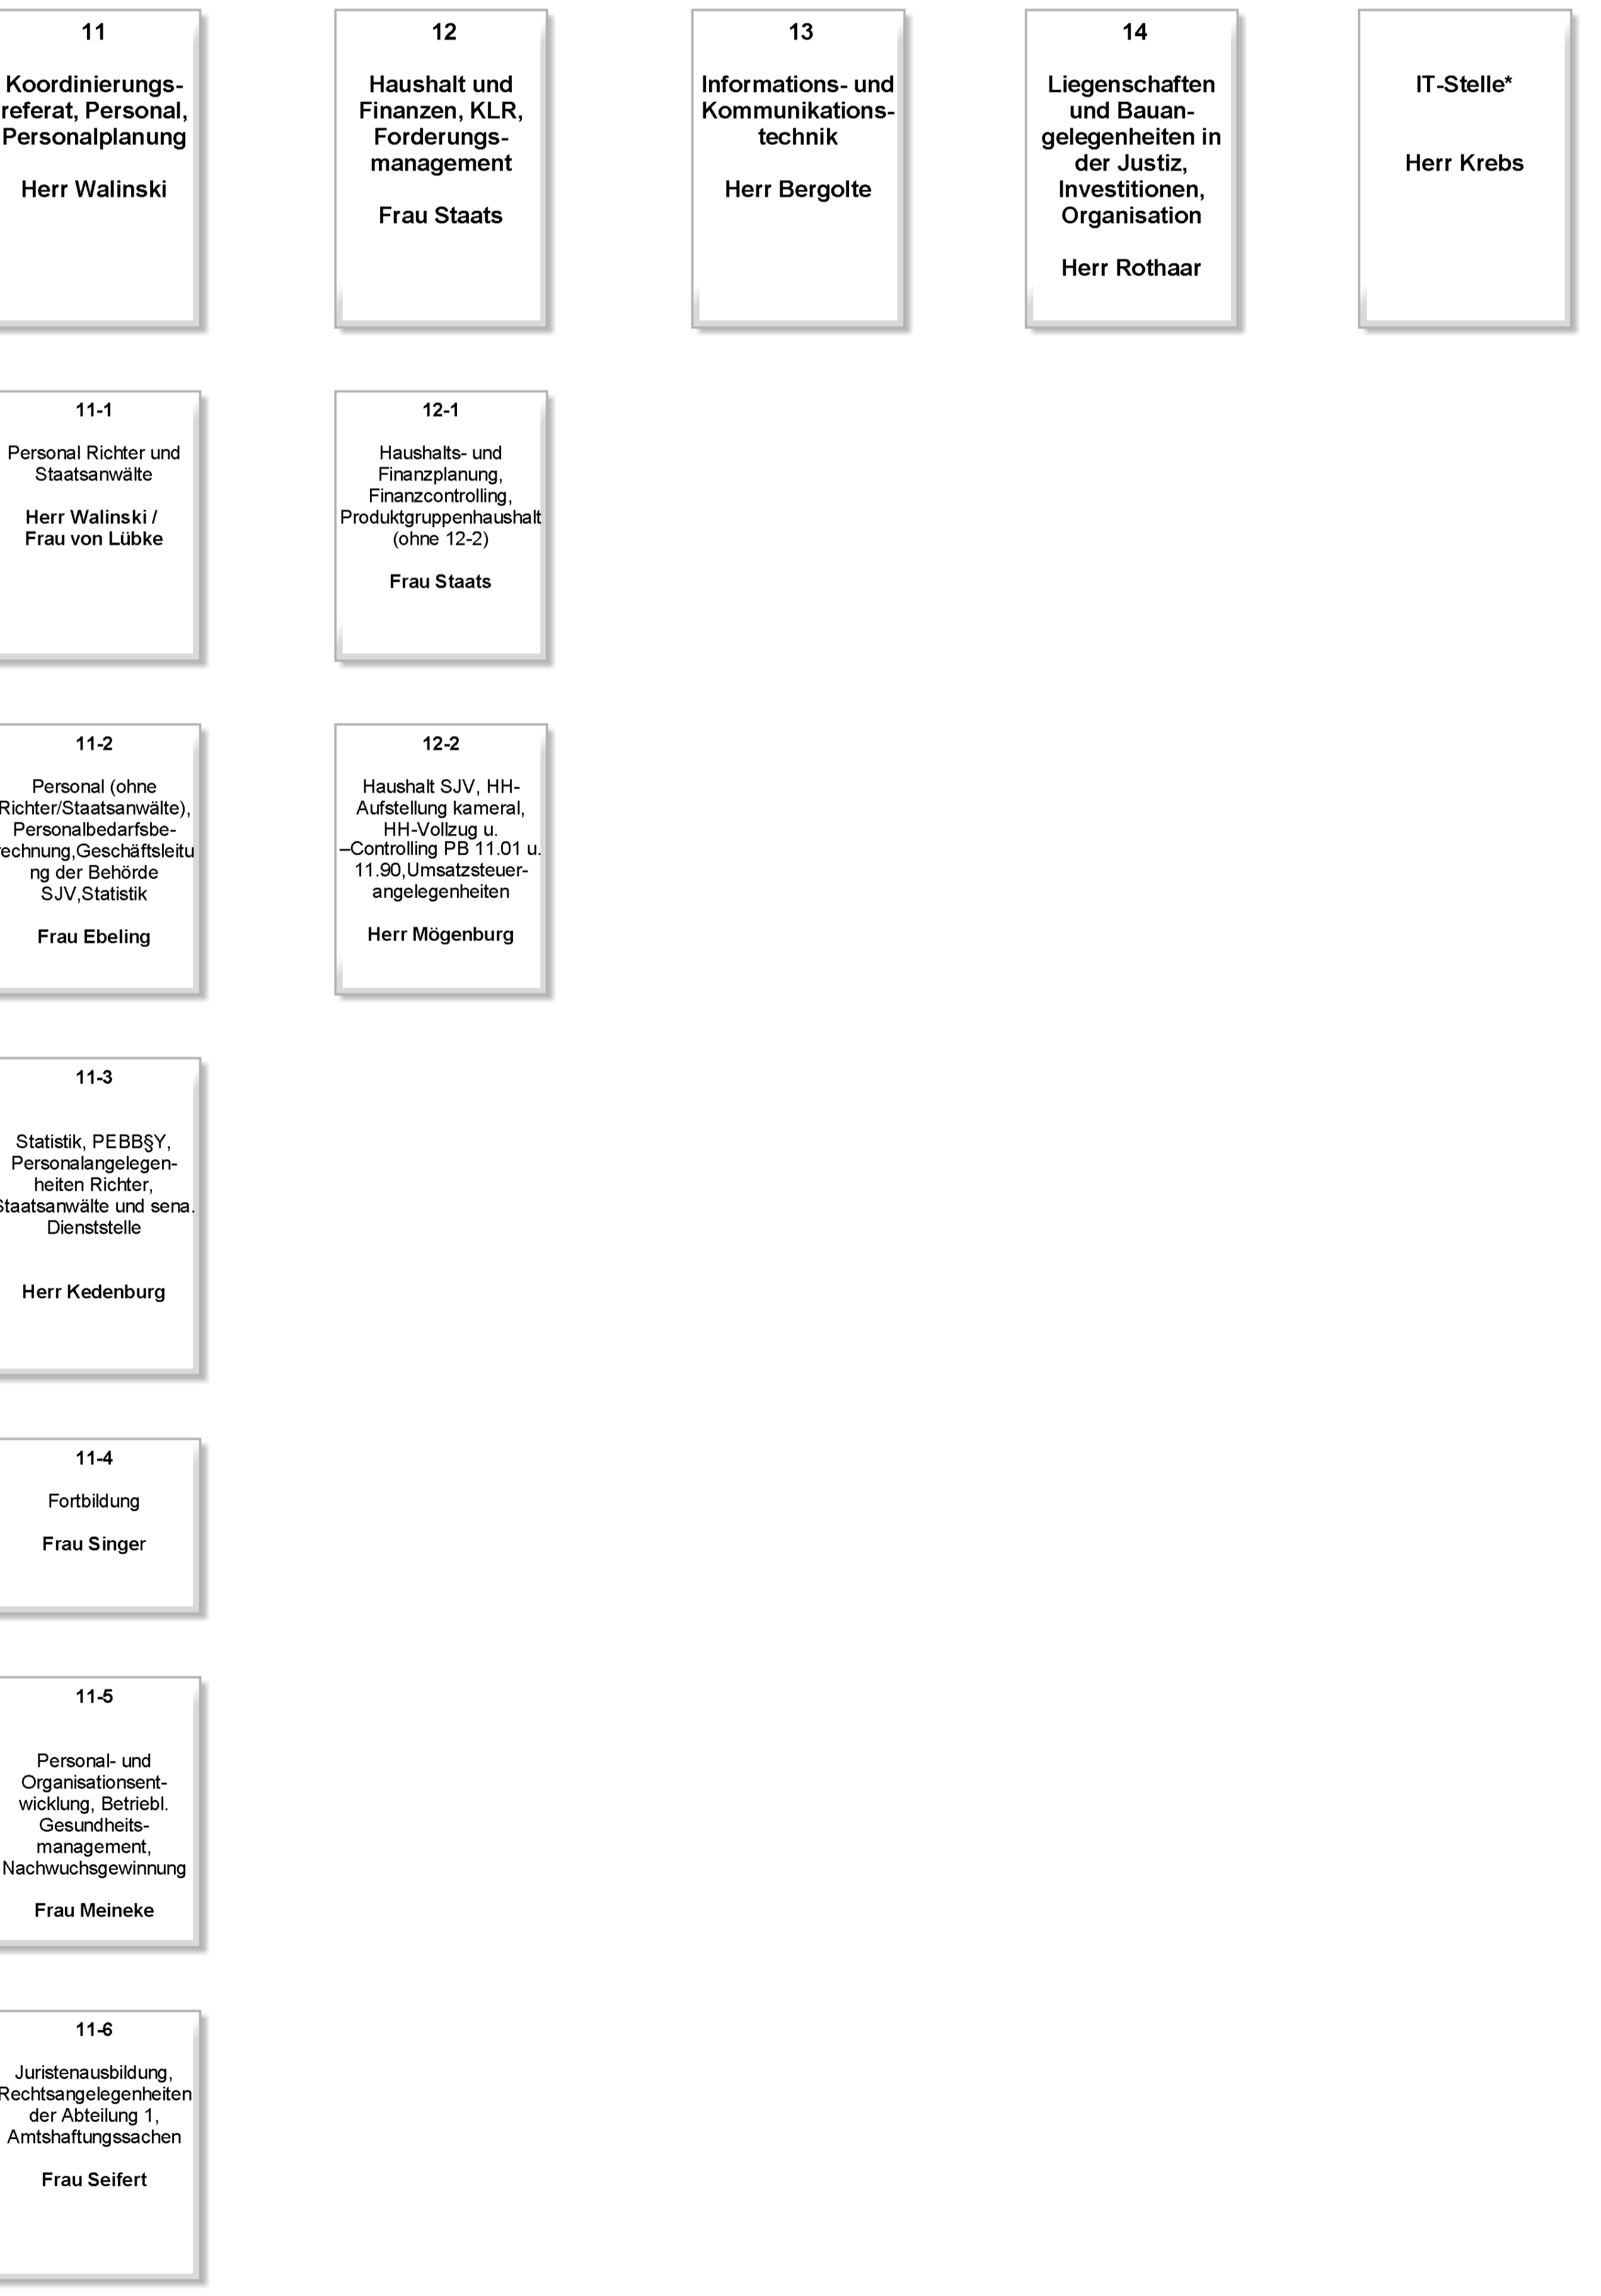 11
Koordinierungs-
referat, Personal,
Personalplanung
Herr Walinski
12
Haushalt und
Finanzen, KLR,
Forderungs-
management
Frau Staats
13
Informations- und
Kommunikations-
technik
Herr Bergolte
14
Liegenschaften
und Bauan-
gelegenheiten in
der Justiz,
Investitionen,
Organisation
Herr Rothaar
IT-Stelle*
Herr Krebs
11-1
Personal Richter und
Staatsanwälte
Herr Walinski /
Frau von Lübke
12-1
Haushalts- und
Finanzplanung,
Finanzcontrolling,
Produktgruppenhaushalt
(ohne 12-2)
Frau Staats
11-2
Personal (ohne
Richter/Staatsanwälte),
Personalbedarfsbe-
rechnung,Geschäftsleitu
ng der Behörde
SJV,Statistik
Frau Ebeling
12-2
Haushalt SJV, HH-
Aufstellung kameral,
HH-Vollzug u.
–Controlling PB 11.01 u.
11.90,Umsatzsteuer-
angelegenheiten
Herr Mögenburg
11-3
Statistik, PEBB§Y,
Personalangelegen-
heiten Richter,
Staatsanwälte und sena.
Dienststelle
Herr Kedenburg
11-4
Fortbildung
Frau Singer
11-5
Personal- und
Organisationsent-
wicklung, Betriebl.
Gesundheits-
management,
Nachwuchsgewinnung
Frau Meineke
11-6
Juristenausbildung,
Rechtsangelegenheiten
der Abteilung 1,
Amtshaftungssachen
Frau Seifert